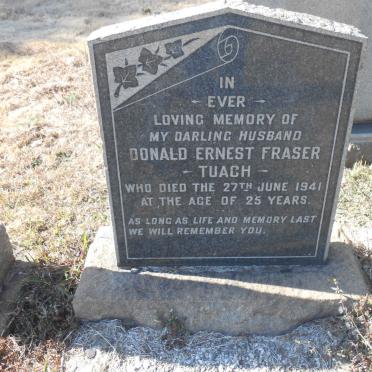 IN
- EVER -
LOVING MEMORY OF
MY DARLING HUSBAND
DONALD ERNEST FRASER
- TUACH -
WHO DIED THE 27TH JUNE 1941
AT THE AGE OF 25 YEARS.
AS LONG AS LIFE AND MEMORY LAST
WE WILL REMEMBER YOU.